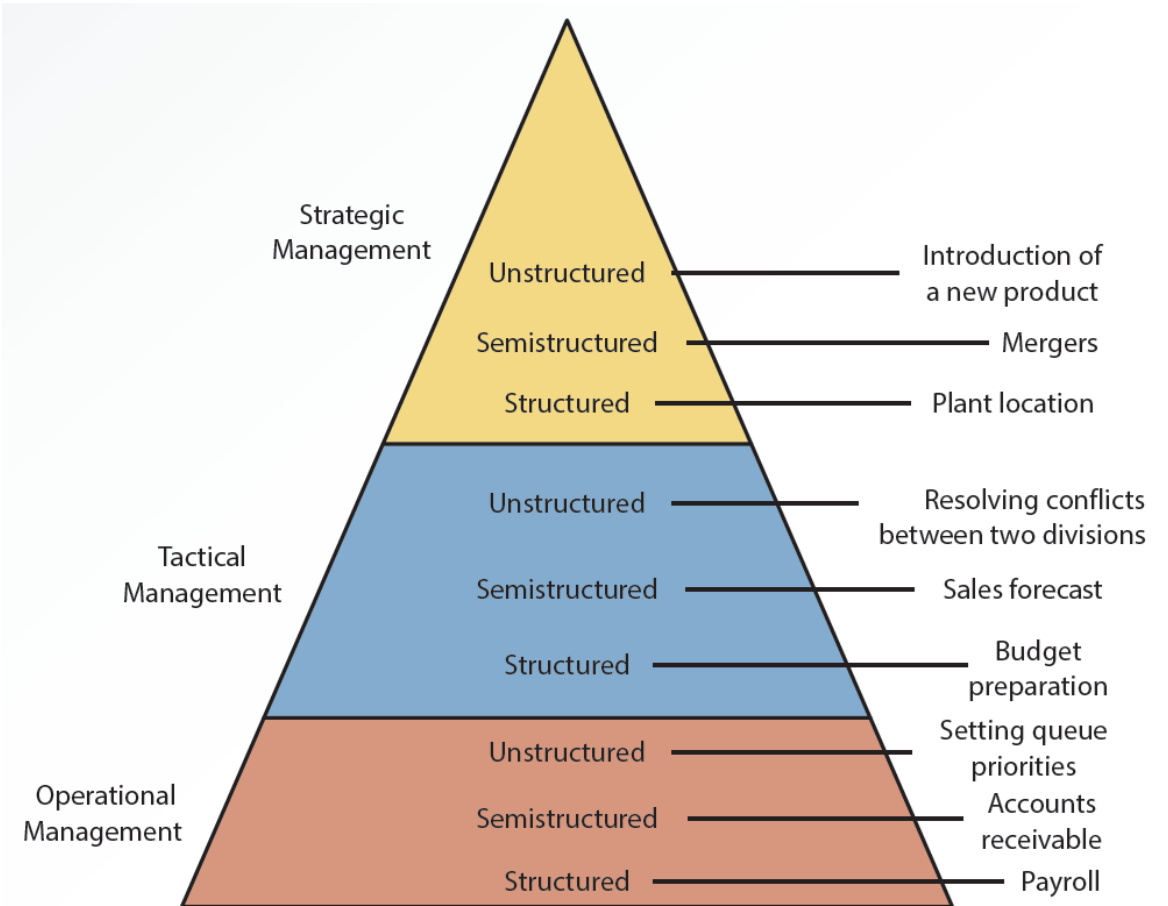 Strategic
Management
Unstructured
Introduction of
a new product
Semistructured
Mergers
Structured
Plant location
Tactical
Management
Unstructured
Resolving conflicts
between two divisions
Semistructured
Sales forecast
Structured
Budget
preparation
Operational
Management
Unstructured
Setting queue
priorities
Semistructured
Accounts
receivable
Structured
Payroll